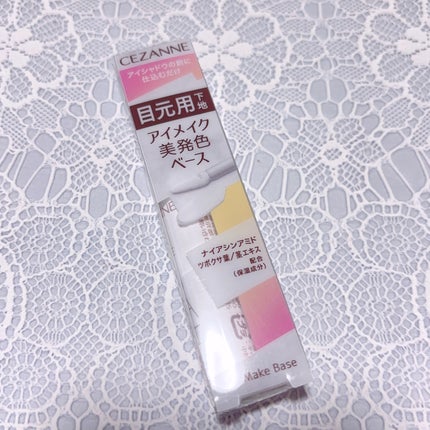 CEZANNE
アイシャドウの前に
仕込むだけ
目元用下地
アイメイク
美発色
ベース
ナイアシンアミド
ツボクサ葉/茎エキス
配合
(保湿成分)
Make Base